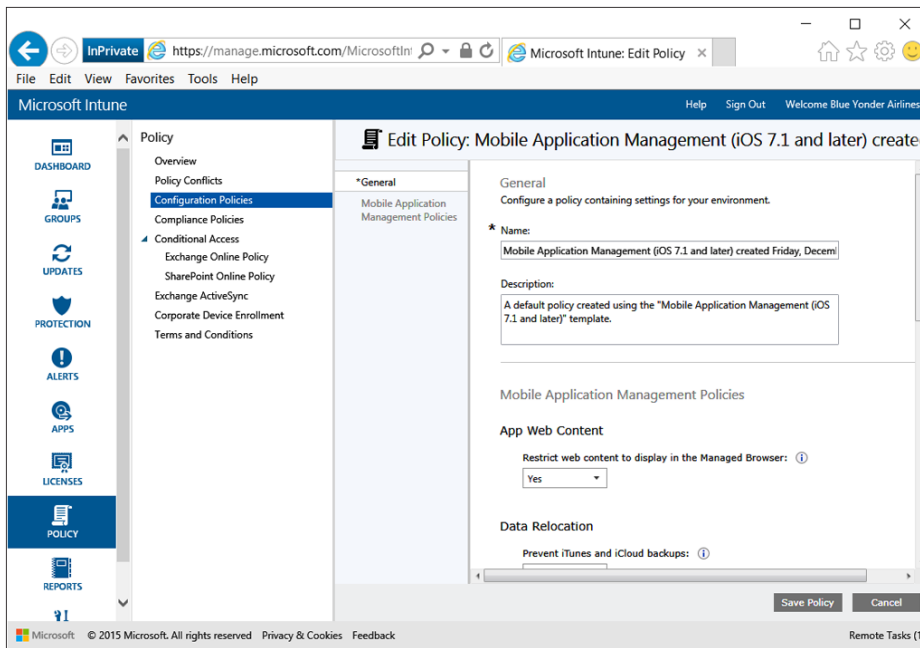 InPrivate
https://manage.microsoft.com/MicrosoftIn
Microsoft Intune: Edit Policy
File Edit View Favorites Tools Help
Microsoft Intune
Help Sign Out Welcome Blue Yonder Airlines
DASHBOARD
GROUPS
UPDATES
PROTECTION
ALERTS
APPS
LICENSES
POLICY
REPORTS
Policy
Overview
Policy Conflicts
Configuration Policies
Compliance Policies
Conditional Access
Exchange Online Policy
SharePoint Online Policy
Exchange ActiveSync
Corporate Device Enrollment
Terms and Conditions
Edit Policy: Mobile Application Management (iOS 7.1 and later) create
*General
Mobile Application
Management Policies
General
Configure a policy containing settings for your environment.
* Name:
Mobile Application Management (iOS 7.1 and later) created Friday, Decem
Description:
A default policy created using the "Mobile Application Management (iOS
7.1 and later)" template.
Mobile Application Management Policies
App Web Content
Restrict web content to display in the Managed Browser:
Yes
Data Relocation
Prevent iTunes and iCloud backups:
Save Policy Cancel
Microsoft © 2015 Microsoft. All rights reserved Privacy & Cookies Feedback
Remote Tasks (1